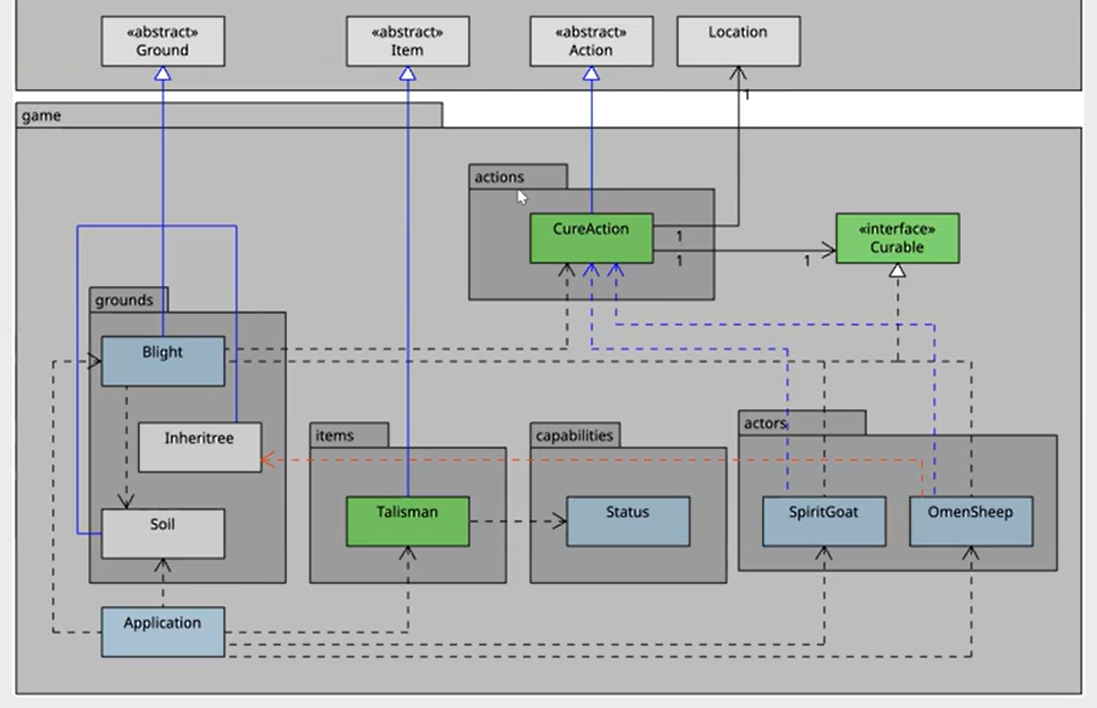 «abstract»
Ground
«abstract»
Item
«abstract»
Action
Location
1
game
actions
CureAction
1
1
1
«interface»
Curable
grounds
Blight
Inheritree
Soil
items
Talisman
capabilities
Status
actors
SpiritGoat
OmenSheep
Application